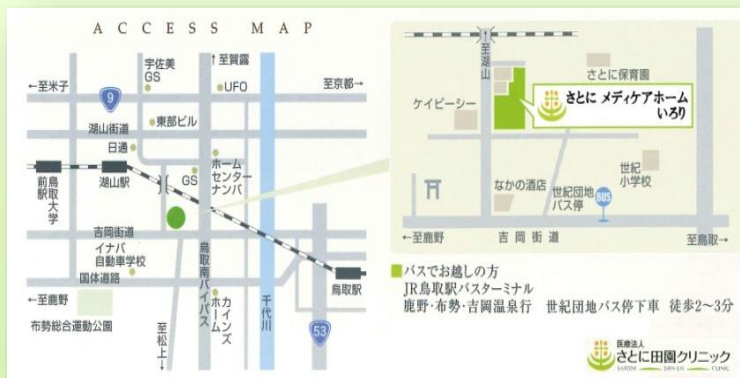 ACCESS MAP
宇佐美
GS
↑至賀露
UFO
←至米子
至京都→
9
東部ビル
湖山街道
日通
ホーム
センター
ナンバ
GS
鳥取大学
前駅
湖山駅
吉岡街道
イナバ
自動車学校
国体道路
鳥取南バイパス
千代川
鳥取駅
←至鹿野
布勢総合運動公園
カインズ
ホーム
53
至松上→
至湖山
さとに保育園
ケイビーシー
さとに メディケアホーム
いろり
世紀
小学校
なかの酒店
世紀団地
バス停
BUS
←至鹿野
吉岡街道
至鳥取→
バスでお越しの方
JR鳥取駅バスターミナル
鹿野・布勢・吉岡温泉行 世紀団地バス停下車 徒歩2~3分
医療法人
さとに田園クリニック
SATONI DEN-EN CLINIC